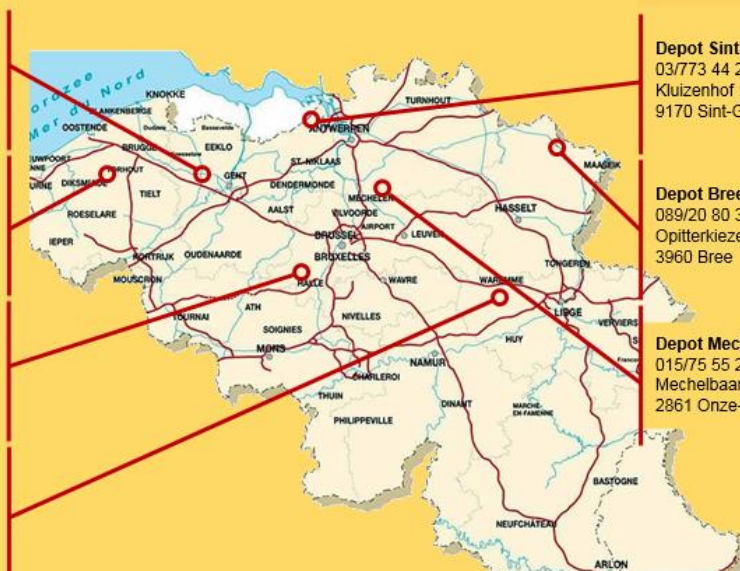 Noorozee
Mer du Nord
KNOKKE
BLANKENBERGE
OOSTENDE
BRUGGE
EEKLO
TURNHOUT
ANTWERPEN
ST-NIKLAAS
GENT
DENDERMONDE
MECHELEN
MAASEIK
DIKSMUIDE
TIELT
AALST
VILVOORDE
AIRPORT
HASSELT
ROESELARE
BRUSSEL
LEUVEN
IEPER
KORTRIJK
OUDENAARDE
BRUXELLES
TONGEREN
MOUSCRON
HALLE
WAVRE
WAREMME
TOURNAI
ATH
NIVELLES
LIEGE
SOIGNIES
HUY
VERVIERS
MONS
NAMUR
CHARLEROI
THUIN
DINANT
MARCHE-
EN-FAMENNE
PHILIPPEVILLE
BASTOGNE
NEUFCHATEAU
ARLON
Depot Sint
03/773 44 2
Kluizenhof
9170 Sint-G
Depot Bree
089/20 80 3
Opitterkieze
3960 Bree
Depot Mec
015/75 55 2
Mechelbaan
2861 Onze-